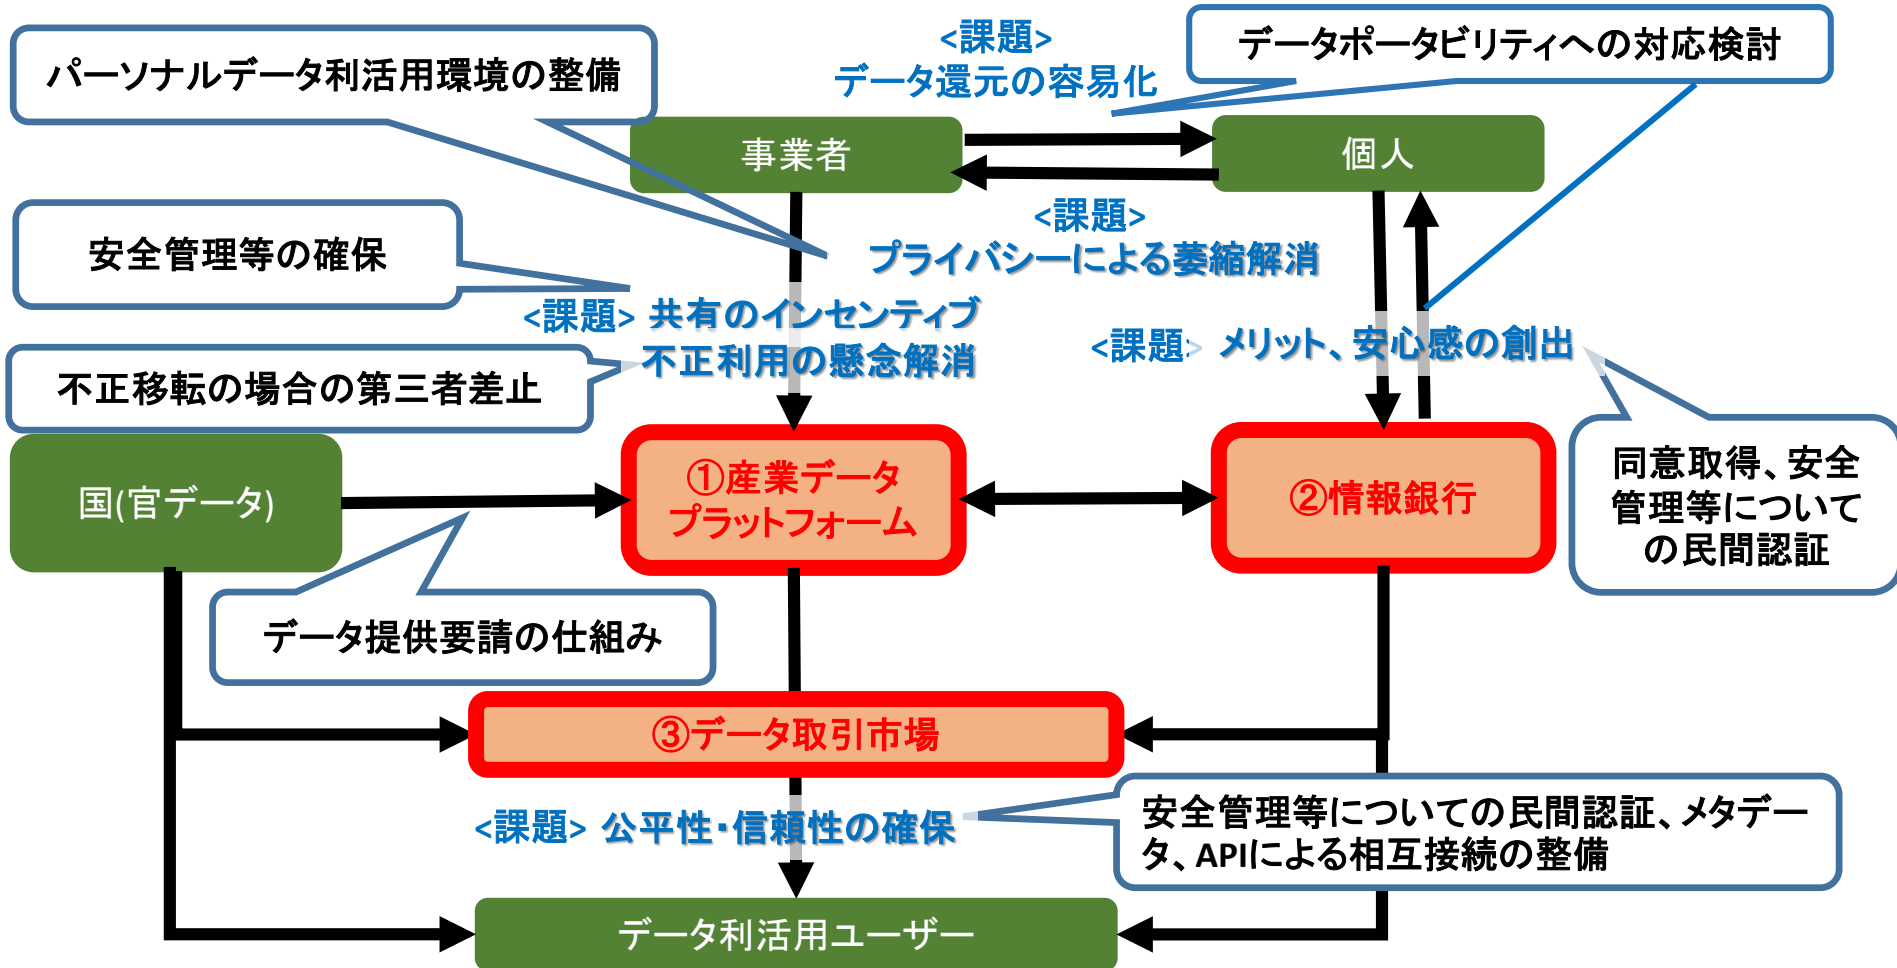 <課題>
データ還元の容易化
データポータビリティへの対応検討
パーソナルデータ利活用環境の整備
事業者
個人
<課題>
プライバシーによる萎縮解消
安全管理等の確保
<課題> 共有のインセンティブ
不正利用の懸念解消
<課題> メリット、安心感の創出
不正移転の場合の第三者差止
国(官データ)
①産業データ
プラットフォーム
②情報銀行
同意取得、安全
管理等について
の民間認証
データ提供要請の仕組み
③データ取引市場
<課題> 公平性・信頼性の確保
安全管理等についての民間認証、メタデー
タ、APIによる相互接続の整備
データ利活用ユーザー